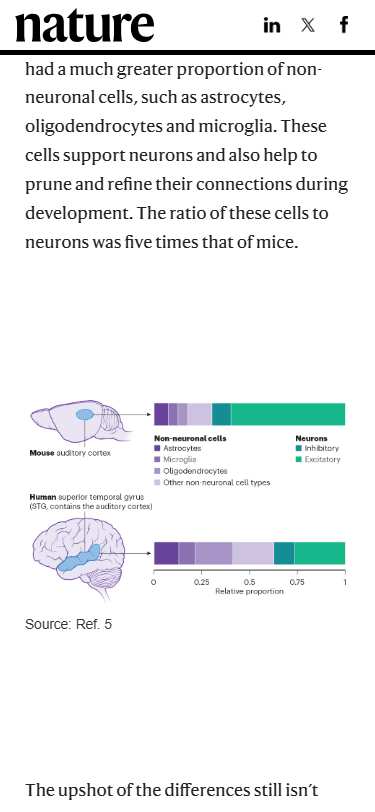 nature
had a much greater proportion of non-
neuronal cells, such as astrocytes,
oligodendrocytes and microglia. These
cells support neurons and also help to
prune and refine their connections during
development. The ratio of these cells to
neurons was five times that of mice.
Mouse auditory cortex
Non-neuronal cells
Astrocytes
Microglia
Oligodendrocytes
Other non-neuronal cell types
Neurons
Inhibitory
Excitatory
Human superior temporal gyrus
(STG, contains the auditory cortex)
0 0.25 0.5 0.75 1
Relative proportion
Source: Ref. 5
The upshot of the differences still isn’t